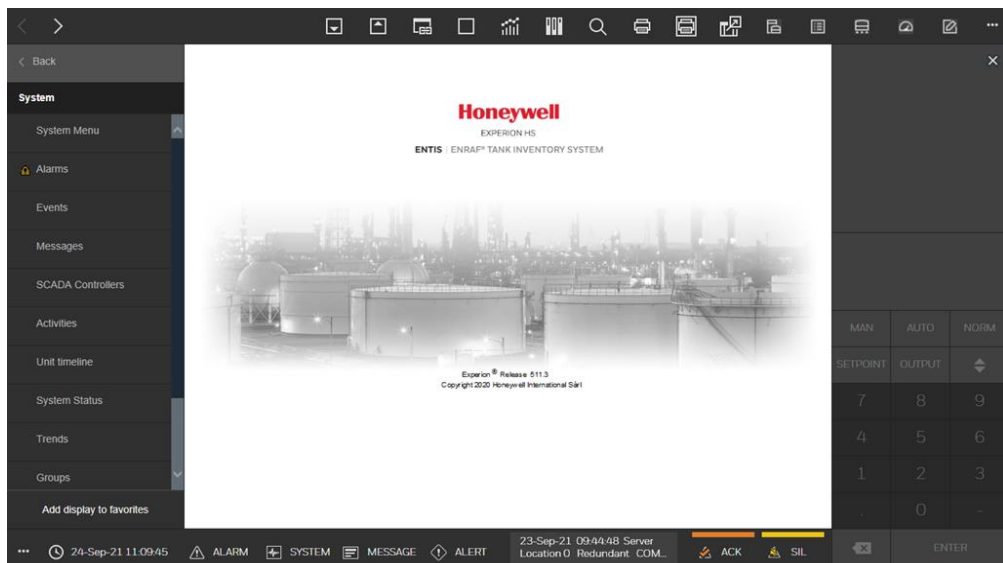 Back
System
System Menu
Alarms
Events
Messages
SCADA Controllers
Activities
Unit timeline
System Status
Trends
Groups
Add display to favorites
Honeywell
EXPERION HS
ENTIS | ENRAF® TANK INVENTORY SYSTEM
Experion ® Release 511.3
Copyright 2020 Honeywell International Sàrl
MAN AUTO NORM
SETPOINT OUTPUT
7 8 9
4 5 6
1 2 3
. 0 -
ENTER
24-Sep-21 11:09:45 ALARM SYSTEM MESSAGE ALERT
23-Sep-21 09:44:48 Server
Location 0 Redundant COM...
ACK SIL